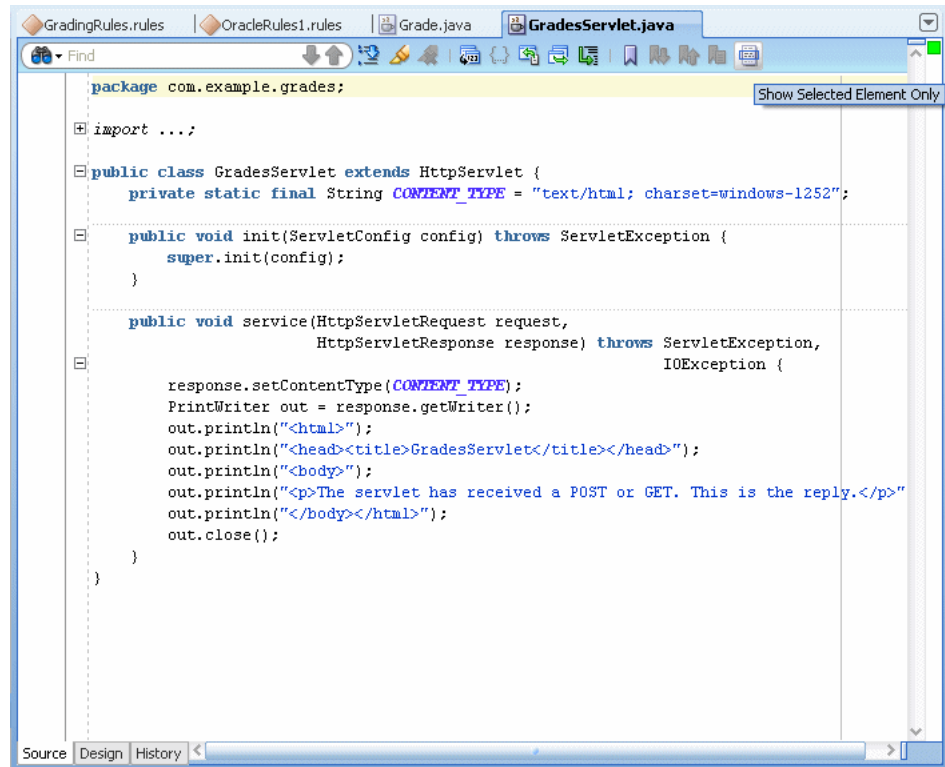 GradingRules.rules
OracleRules1.rules
Grade.java
GradesServlet.java
Find
Show Selected Element Only
package com.example.grades;
import ...;
public class GradesServlet extends HttpServlet {
    private static final String CONTENT_TYPE = "text/html; charset=windows-1252";
    public void init(ServletConfig config) throws ServletException {
        super.init(config);
    }
    public void service(HttpServletRequest request,
                        HttpServletResponse response) throws ServletException,
                                                             IOException {
        response.setContentType(CONTENT_TYPE);
        PrintWriter out = response.getWriter();
        out.println("<html>");
        out.println("<head><title>GradesServlet</title></head>");
        out.println("<body>");
        out.println("<p>The servlet has received a POST or GET. This is the reply.</p>"
        out.println("</body></html>");
        out.close();
    }
}
Source
Design
History